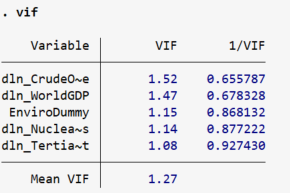 . vif
Variable VIF 1/VIF
dln_CrudeO~e 1.52 0.655787
dln_WorldGDP 1.47 0.678328
EnviroDummy 1.15 0.868132
dln_Nuclea~s 1.14 0.877222
dln_Tertia~t 1.08 0.927430
Mean VIF 1.27